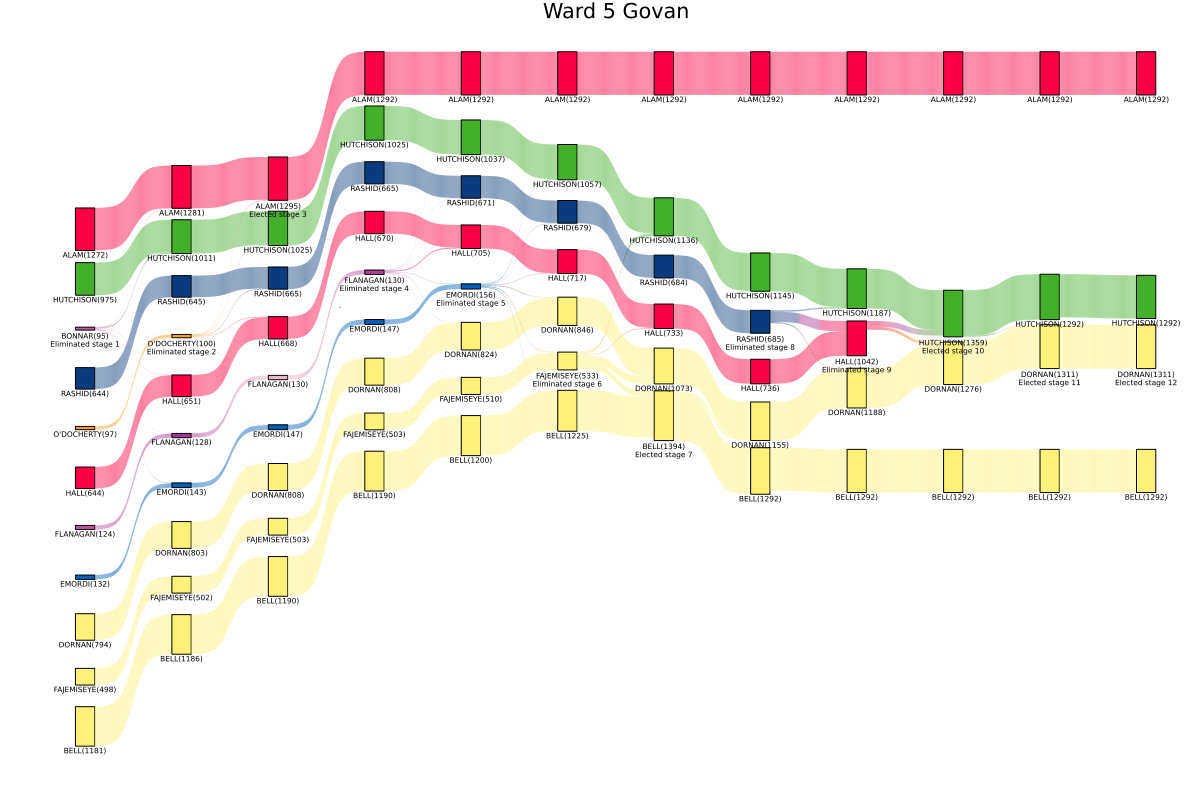 Ward 5 Govan
ALAM(1272)
HUTCHISON(975)
BONNAR(95)
Eliminated stage 1
RASHID(644)
O'DOCHERTY(97)
HALL(644)
FLANAGAN(124)
EMORDI(132)
DORNAN(794)
FAJEMISEYE(498)
BELL(1181)
ALAM(1281)
HUTCHISON(1011)
RASHID(645)
O'DOCHERTY(100)
Eliminated stage 2
HALL(651)
FLANAGAN(128)
EMORDI(143)
DORNAN(803)
FAJEMISEYE(502)
BELL(1186)
ALAM(1295)
Elected stage 3
HUTCHISON(1025)
RASHID(665)
HALL(668)
FLANAGAN(130)
EMORDI(147)
DORNAN(808)
FAJEMISEYE(503)
BELL(1190)
ALAM(1292)
HUTCHISON(1025)
RASHID(665)
HALL(670)
FLANAGAN(130)
Eliminated stage 4
EMORDI(147)
DORNAN(808)
FAJEMISEYE(503)
BELL(1190)
ALAM(1292)
HUTCHISON(1037)
RASHID(671)
HALL(705)
EMORDI(156)
Eliminated stage 5
DORNAN(824)
FAJEMISEYE(510)
BELL(1200)
ALAM(1292)
HUTCHISON(1057)
RASHID(679)
HALL(717)
DORNAN(846)
FAJEMISEYE(533)
Eliminated stage 6
BELL(1225)
ALAM(1292)
HUTCHISON(1136)
RASHID(684)
HALL(733)
DORNAN(1073)
BELL(1394)
Elected stage 7
ALAM(1292)
HUTCHISON(1145)
RASHID(685)
Eliminated stage 8
HALL(736)
DORNAN(1155)
BELL(1292)
ALAM(1292)
HUTCHISON(1187)
HALL(1042)
Eliminated stage 9
DORNAN(1188)
BELL(1292)
ALAM(1292)
HUTCHISON(1359)
Elected stage 10
DORNAN(1276)
BELL(1292)
ALAM(1292)
HUTCHISON(1292)
DORNAN(1311)
Elected stage 11
BELL(1292)
ALAM(1292)
HUTCHISON(1292)
DORNAN(1311)
Elected stage 12
BELL(1292)